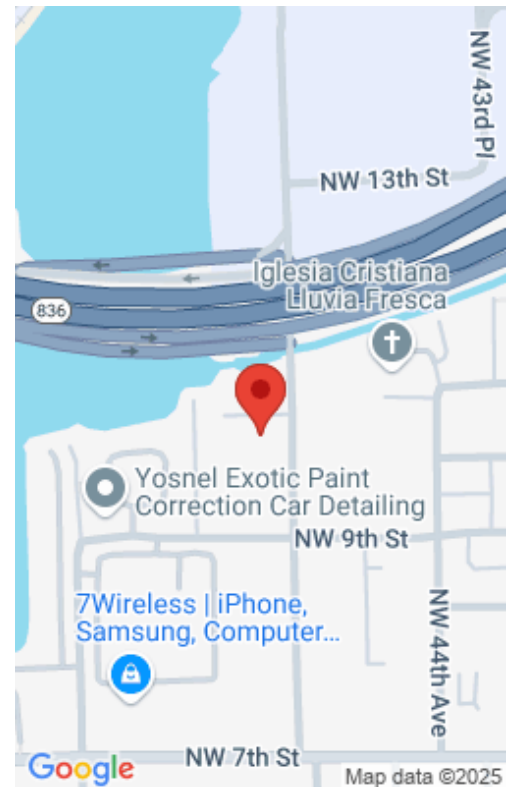 NW 43rd Pl
NW 13th St
Iglesia Cristiana
Lluvia Fresca
836
Yosnel Exotic Paint
Correction Car Detailing
NW 9th St
7Wireless | iPhone,
Samsung, Computer...
NW 44th Ave
NW 7th St
Google
Map data ©2025